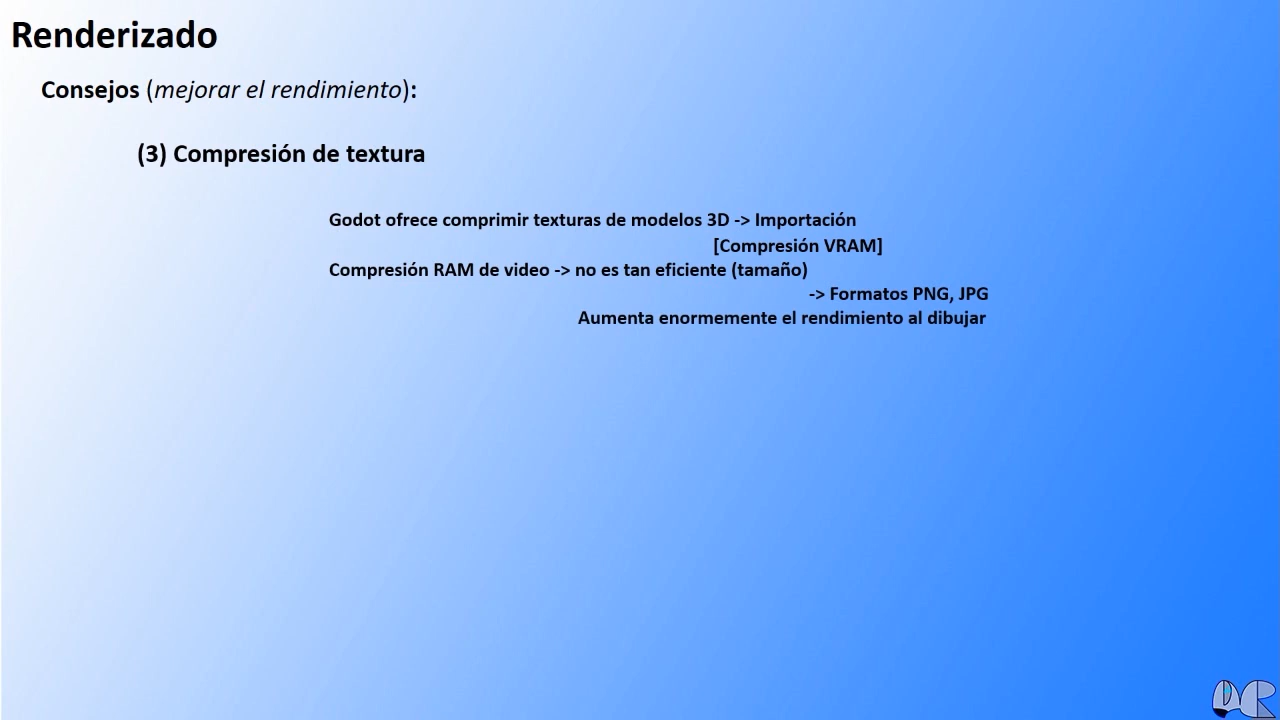 Renderizado
Consejos (mejorar el rendimiento):
(3) Compresión de textura
Godot ofrece comprimir texturas de modelos 3D -> Importación
[Compresión VRAM]
Compresión RAM de video -> no es tan eficiente (tamaño)
-> Formatos PNG, JPG
Aumenta enormemente el rendimiento al dibujar